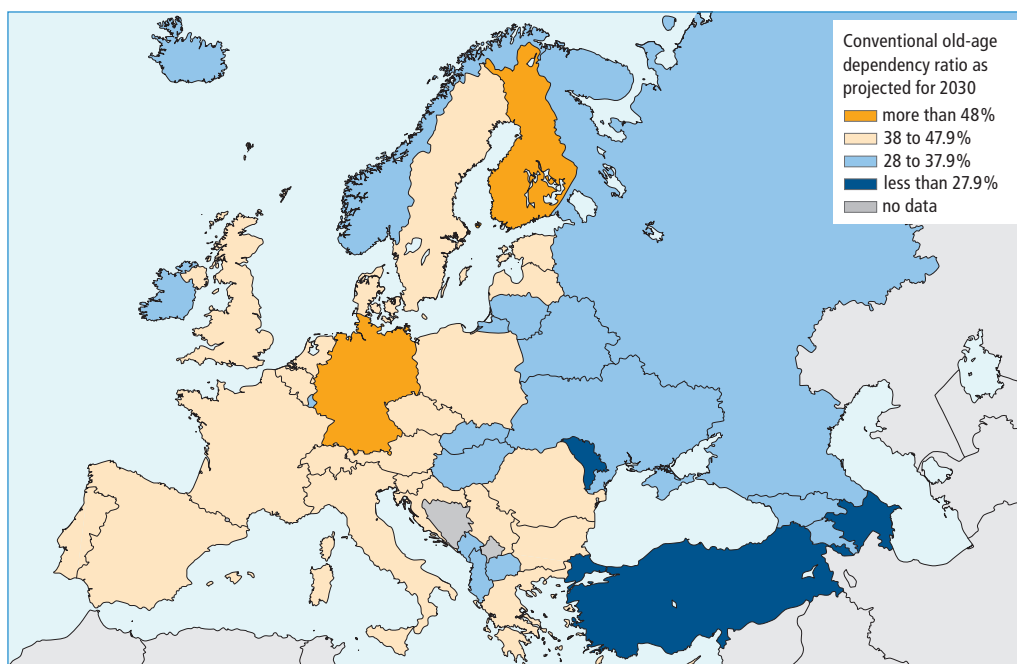 Conventional old-age
dependency ratio as
projected for 2030
more than 48%
38 to 47.9%
28 to 37.9%
less than 27.9%
no data